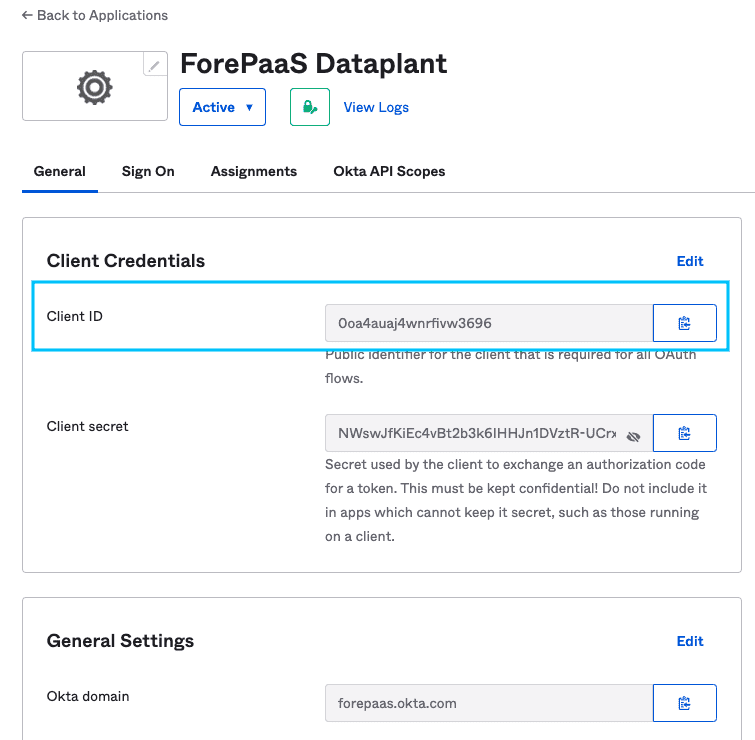 ← Back to Applications
ForePaaS Dataplant
Active ▼
View Logs
General Sign On Assignments Okta API Scopes
Client Credentials
Edit
Client ID
0oa4auaj4wnrfivw3696
Public identifier for the client that is required for all OAuth
flows.
Client secret
NWswJfKiEc4vBt2b3k6IHHJn1DVztR-UCrx
Secret used by the client to exchange an authorization code
for a token. This must be kept confidential! Do not include it
in apps which cannot keep it secret, such as those running
on a client.
General Settings
Edit
Okta domain
forepaas.okta.com